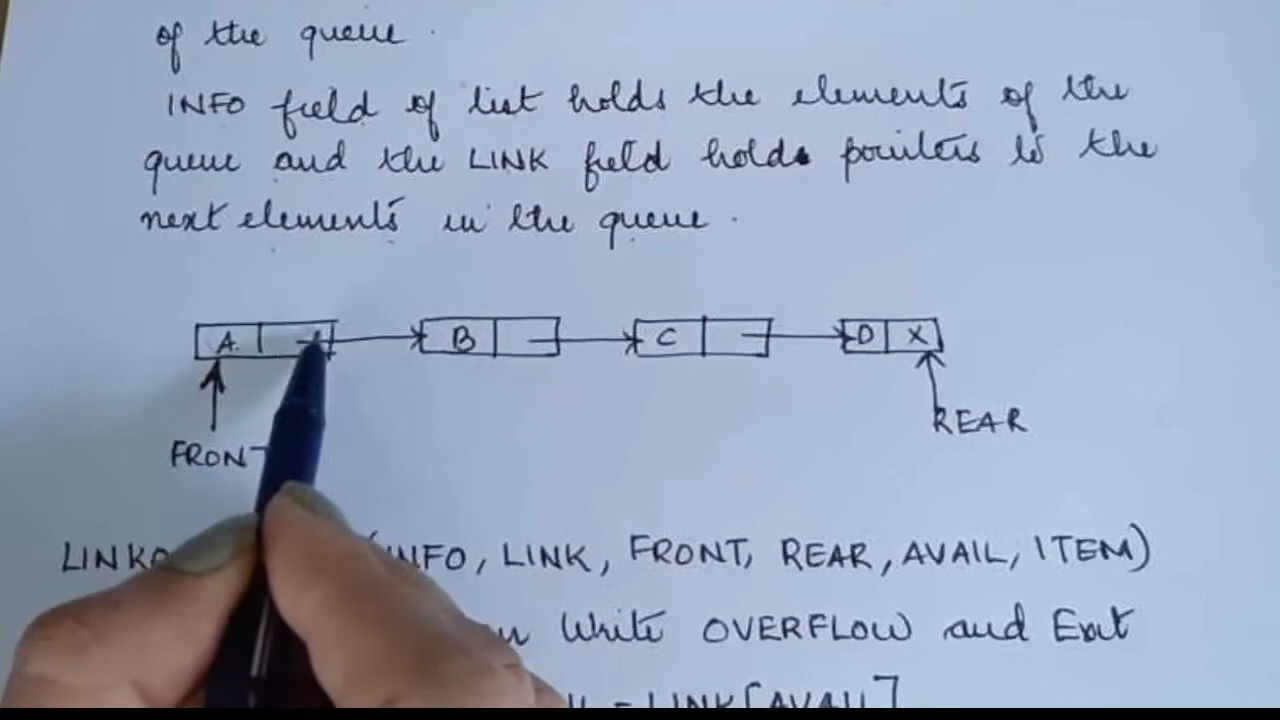 of the queue.
INFO field of list holds the elements of the
queue and the LINK field holds pointers to the
next elements in the queue.
A B C D X
FRONT REAR
(INFO, LINK, FRONT, REAR, AVAIL, ITEM)
Write OVERFLOW and Exit
= LINK[AVAIL]